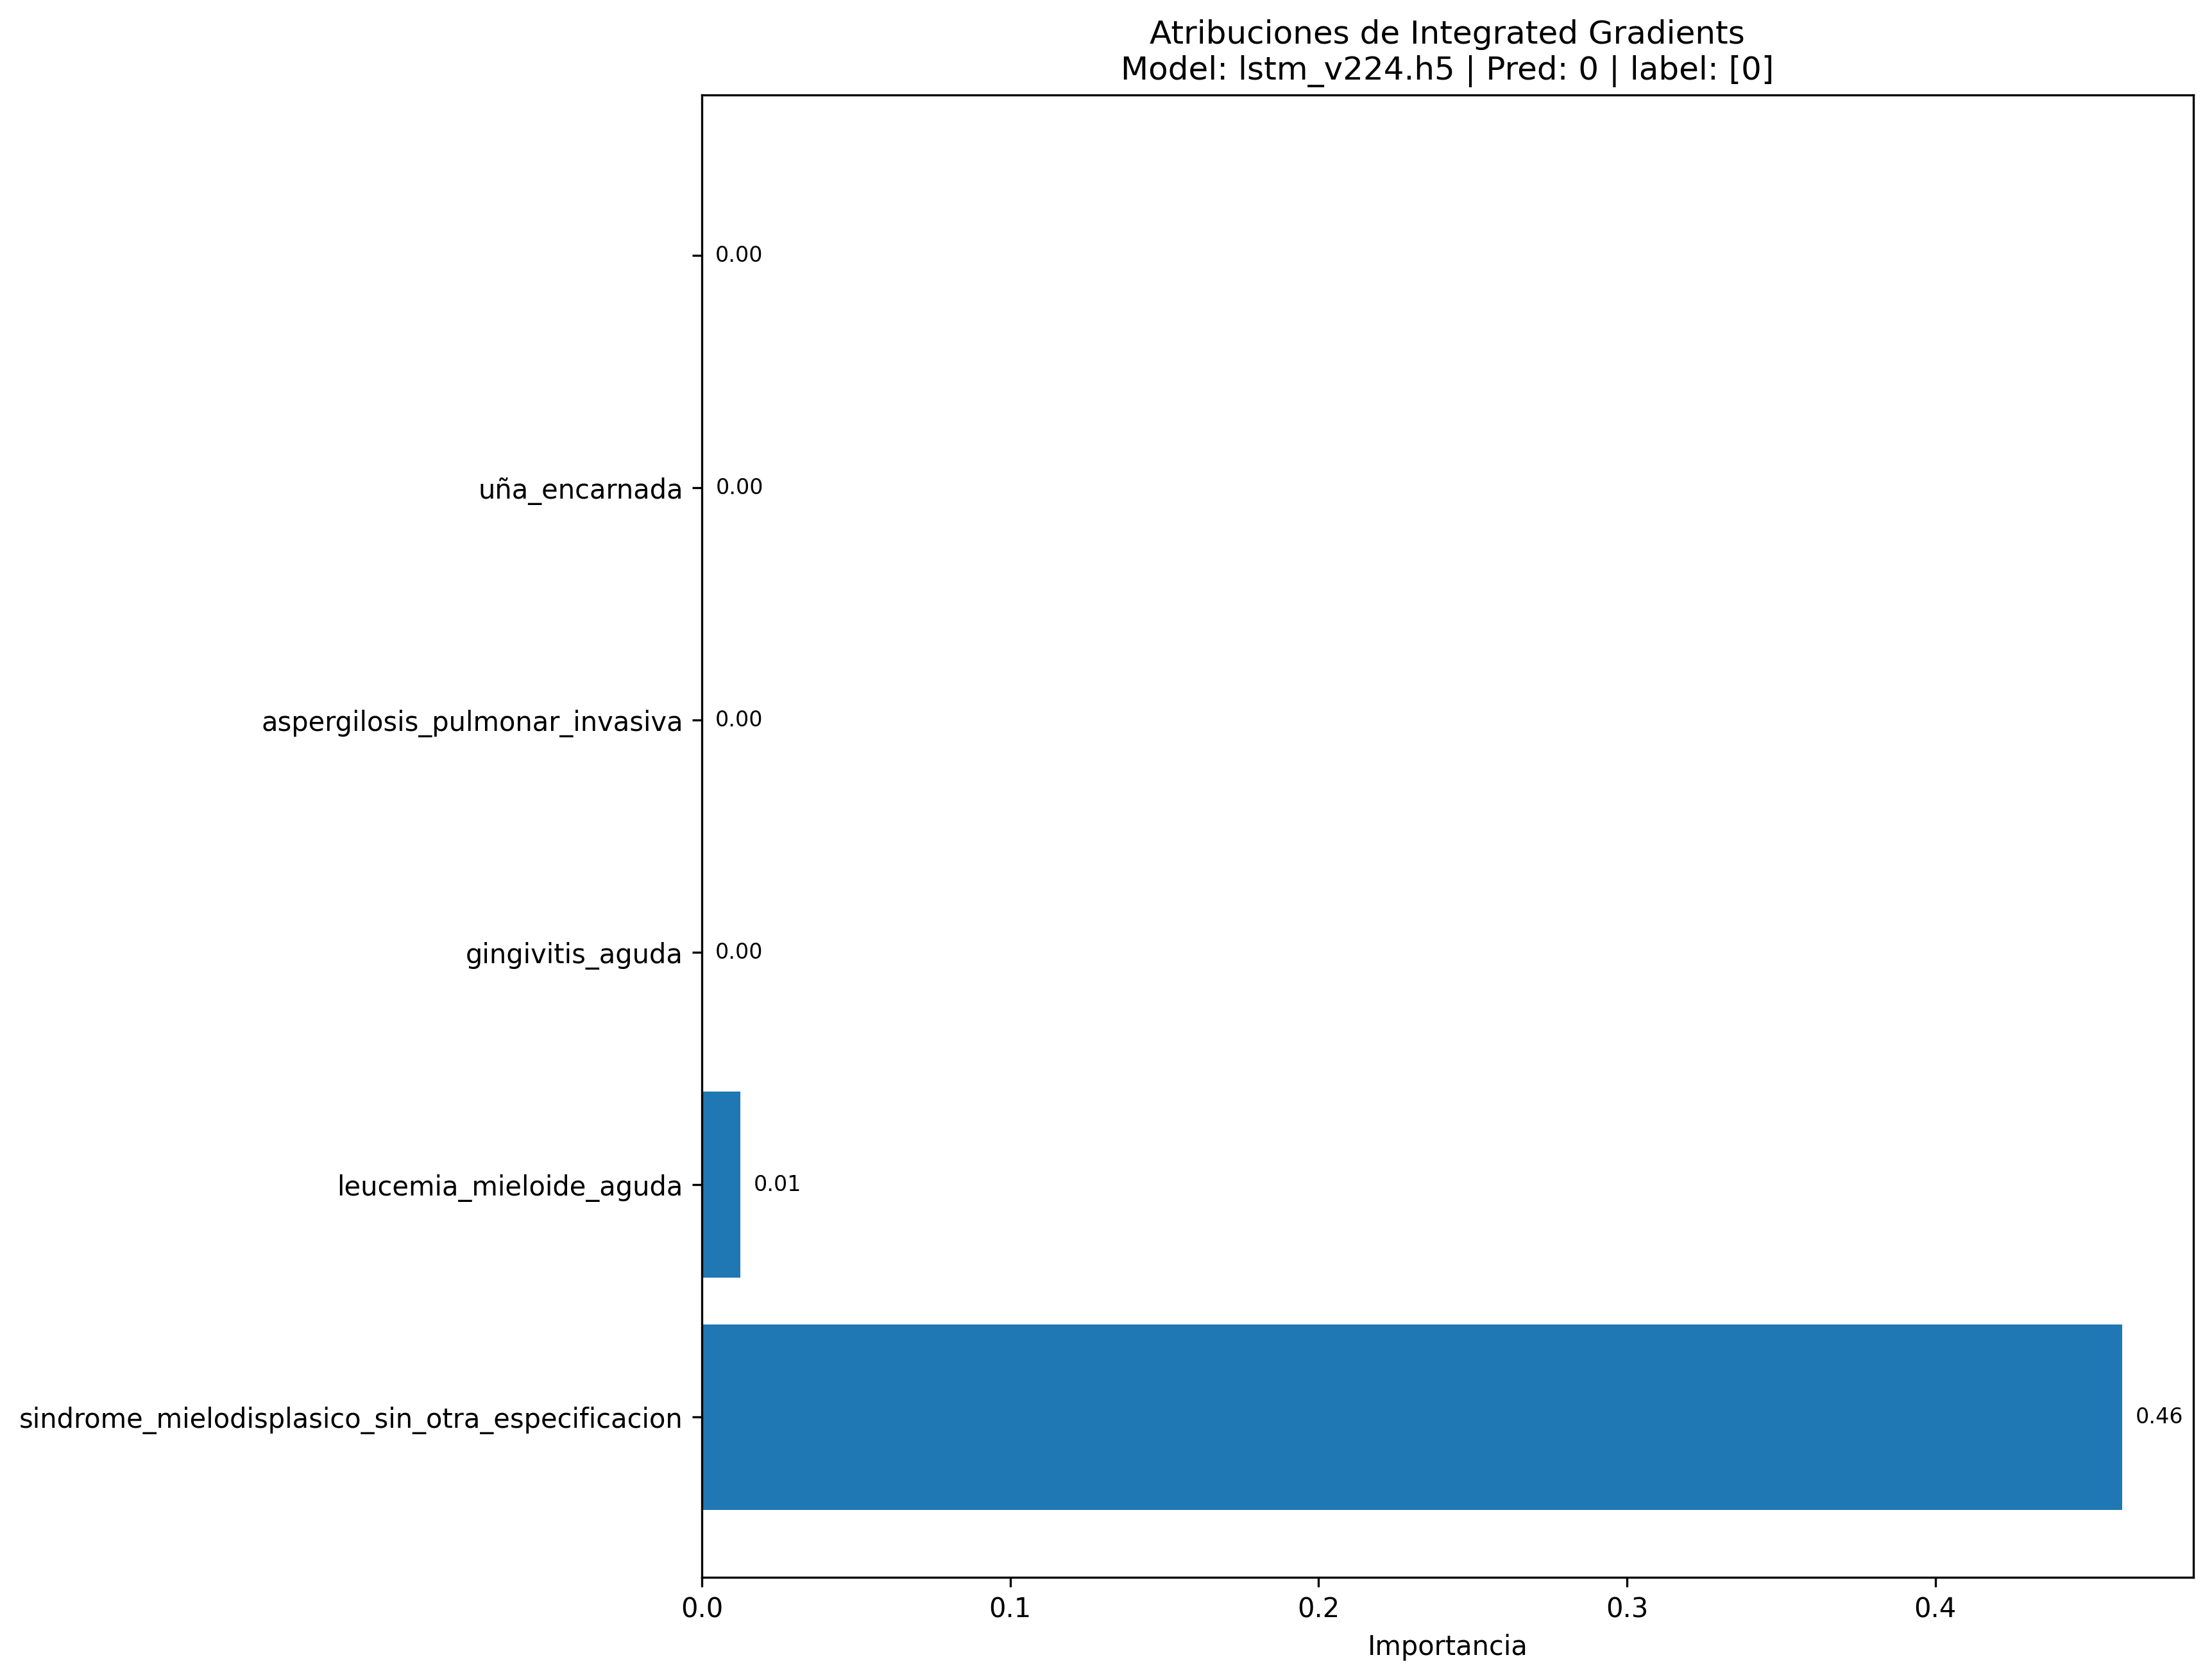 Atribuciones de Integrated Gradients
Model: lstm_v224.h5 | Pred: 0 | label: [0]
0.00
uña_encarnada 0.00
aspergilosis_pulmonar_invasiva 0.00
gingivitis_aguda 0.00
leucemia_mieloide_aguda 0.01
sindrome_mielodisplasico_sin_otra_especificacion 0.46
0.0 0.1 0.2 0.3 0.4
Importancia